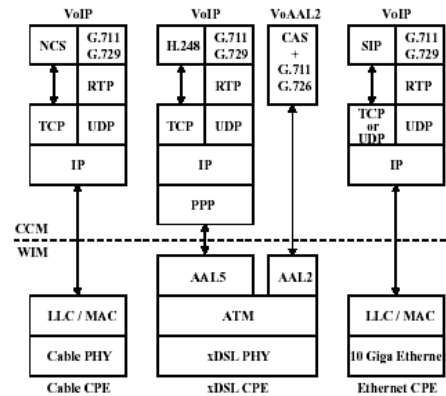 VoIP
NCS
G.711
G.729
RTP
TCP
UDP
IP
LLC / MAC
Cable PHY
Cable CPE
VoIP
H.248
G.711
G.729
RTP
TCP
UDP
IP
PPP
VoAAL2
CAS
+
G.711
G.726
CCM
WIM
AAL5
AAL2
ATM
xDSL PHY
xDSL CPE
VoIP
SIP
G.711
G.729
RTP
TCP
or
UDP
UDP
IP
LLC / MAC
10 Giga Etherne
Ethernet CPE